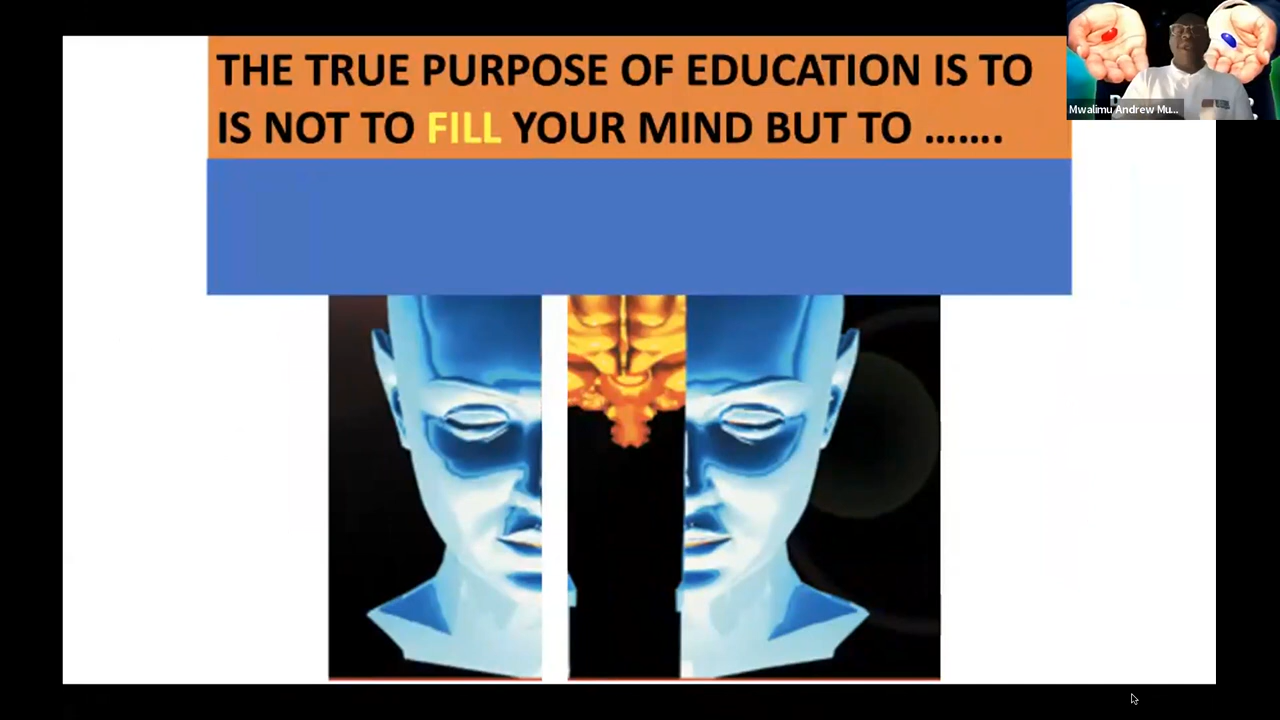 THE TRUE PURPOSE OF EDUCATION IS TO
IS NOT TO FILL YOUR MIND BUT TO …….
Mwalimu Andrew Mu...